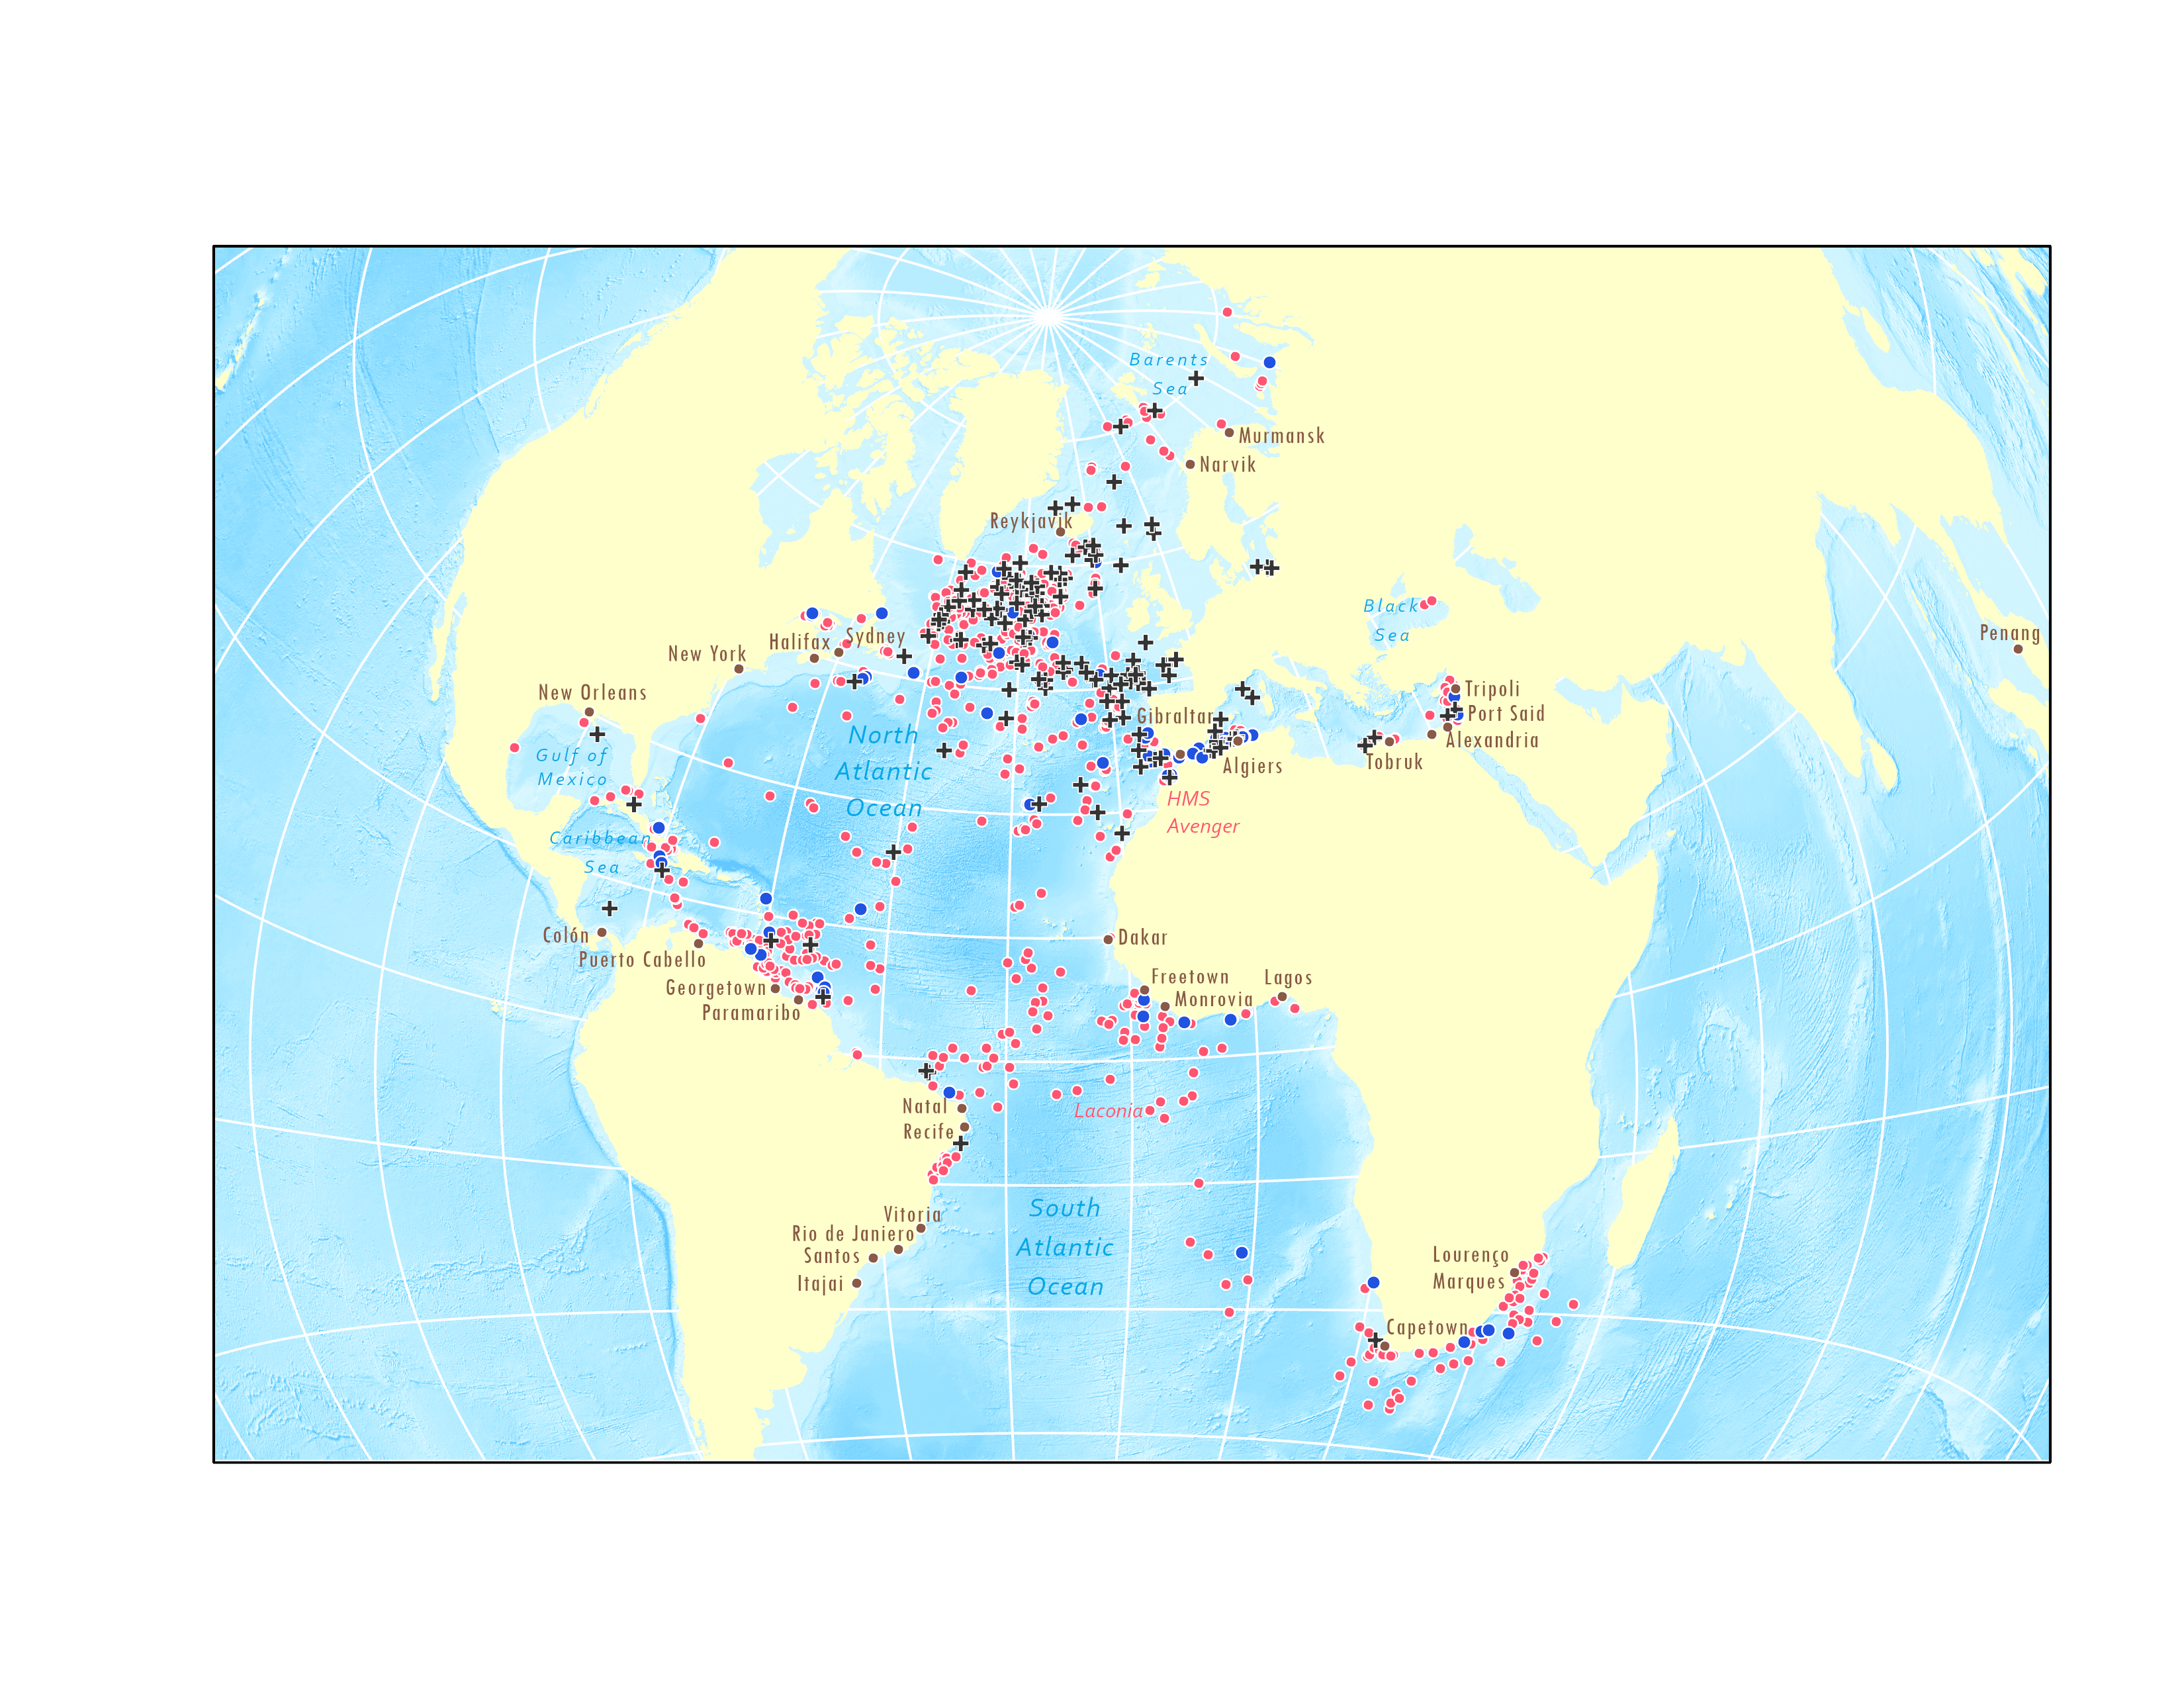 Barents
Sea
Murmansk
Narvik
Reykjavik
Black
Sea
Penang
Halifax
Sydney
New York
New Orleans
Tripoli
Port Said
Gibraltar
Alexandria
North
Atlantic
Ocean
Gulf of
Mexico
Algiers
Tobruk
HMS
Avenger
Caribbean
Sea
Colón
Puerto Cabello
Dakar
Georgetown
Paramaribo
Freetown
Monrovia
Lagos
Natal
Recife
Laconia
Vitoria
Rio de Janiero
Santos
Itajai
South
Atlantic
Ocean
Lourenço
Marques
Capetown